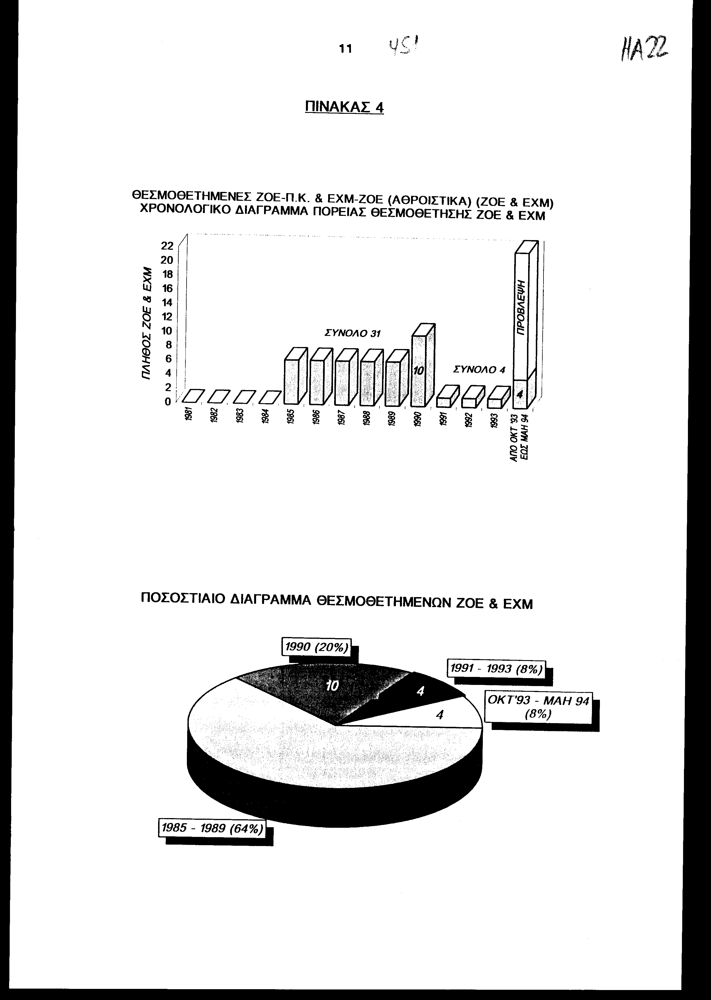 11 451 HA22
ΠΙΝΑΚΑΣ 4
ΘΕΣΜΟΘΕΤΗΜΕΝΕΣ ΖΟΕ-Π.Κ. & ΕΧΜ-ΖΟΕ (ΑΘΡΟΙΣΤΙΚΑ) (ΖΟΕ & ΕΧΜ)
ΧΡΟΝΟΛΟΓΙΚΟ ΔΙΑΓΡΑΜΜΑ ΠΟΡΕΙΑΣ ΘΕΣΜΟΘΕΤΗΣΗΣ ΖΟΕ & ΕΧΜ
ΠΛΗΘΟΣ ΖΟΕ & ΕΧΜ
22
20
18
16
14
12
10
8
6
4
2
0
ΣΥΝΟΛΟ 31
10
ΣΥΝΟΛΟ 4
ΠΡΟΒΛΕΨΗ
4
1981
1982
1983
1984
1985
1986
1987
1988
1989
1990
1991
1992
1993
ΑΠΟ ΟΚΤ '93
ΕΩΣ ΜΑΗ 94
ΠΟΣΟΣΤΙΑΙΟ ΔΙΑΓΡΑΜΜΑ ΘΕΣΜΟΘΕΤΗΜΕΝΩΝ ΖΟΕ & ΕΧΜ
1990 (20%)
1991 - 1993 (8%)
ΟΚΤ'93 - ΜΑΗ 94
(8%)
10
4
4
1985 - 1989 (64%)